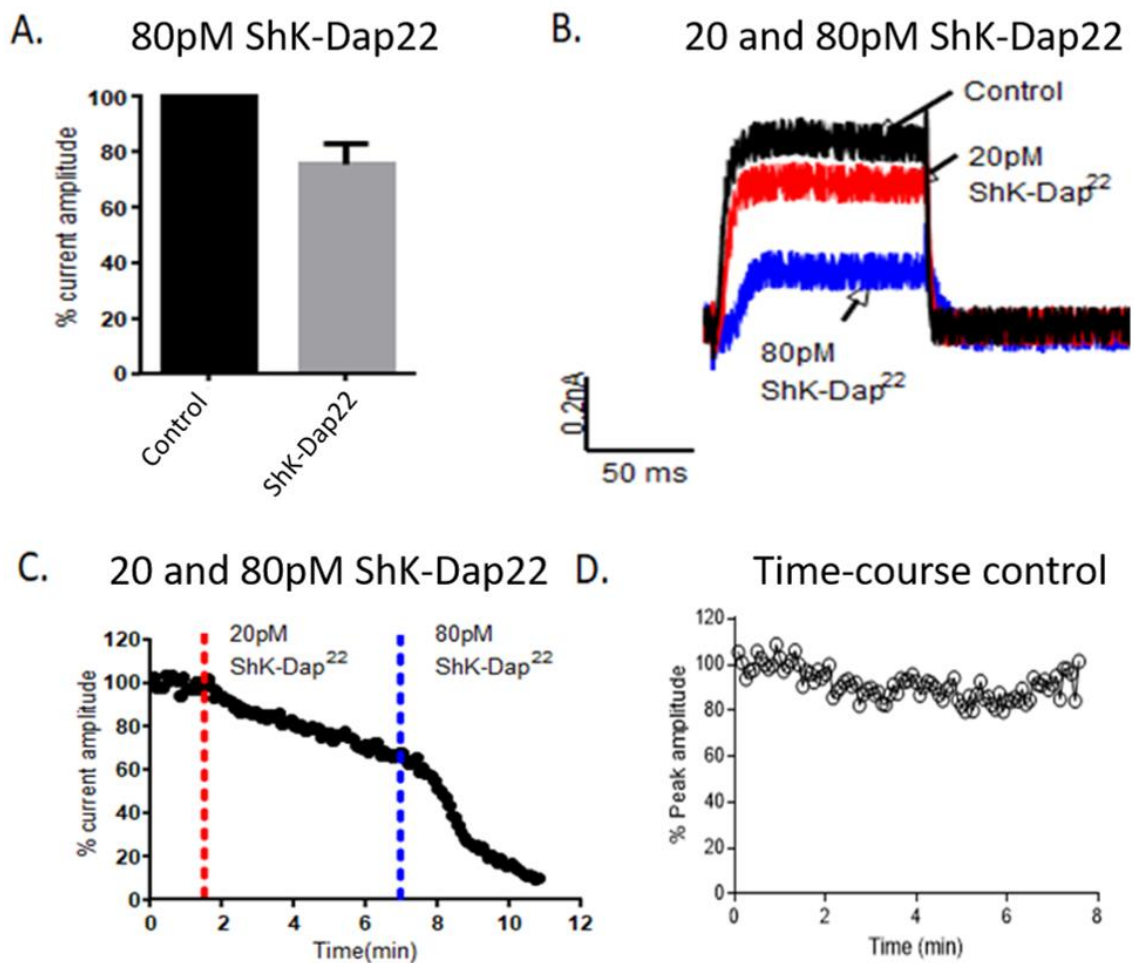 A. 80pM ShK-Dap22
% current amplitude
100
80
60
40
20
0
Control
ShK-Dap22
B. 20 and 80pM ShK-Dap22
Control
20pM
ShK-Dap22
80pM
ShK-Dap22
0.2nA
50 ms
C. 20 and 80pM ShK-Dap22
% current amplitude
120
100
80
60
40
20
0
20pM
ShK-Dap22
80pM
ShK-Dap22
0 2 4 6 8 10 12
Time(min)
D. Time-course control
% Peak amplitude
120
100
80
60
40
20
0
0 2 4 6 8
Time (min)